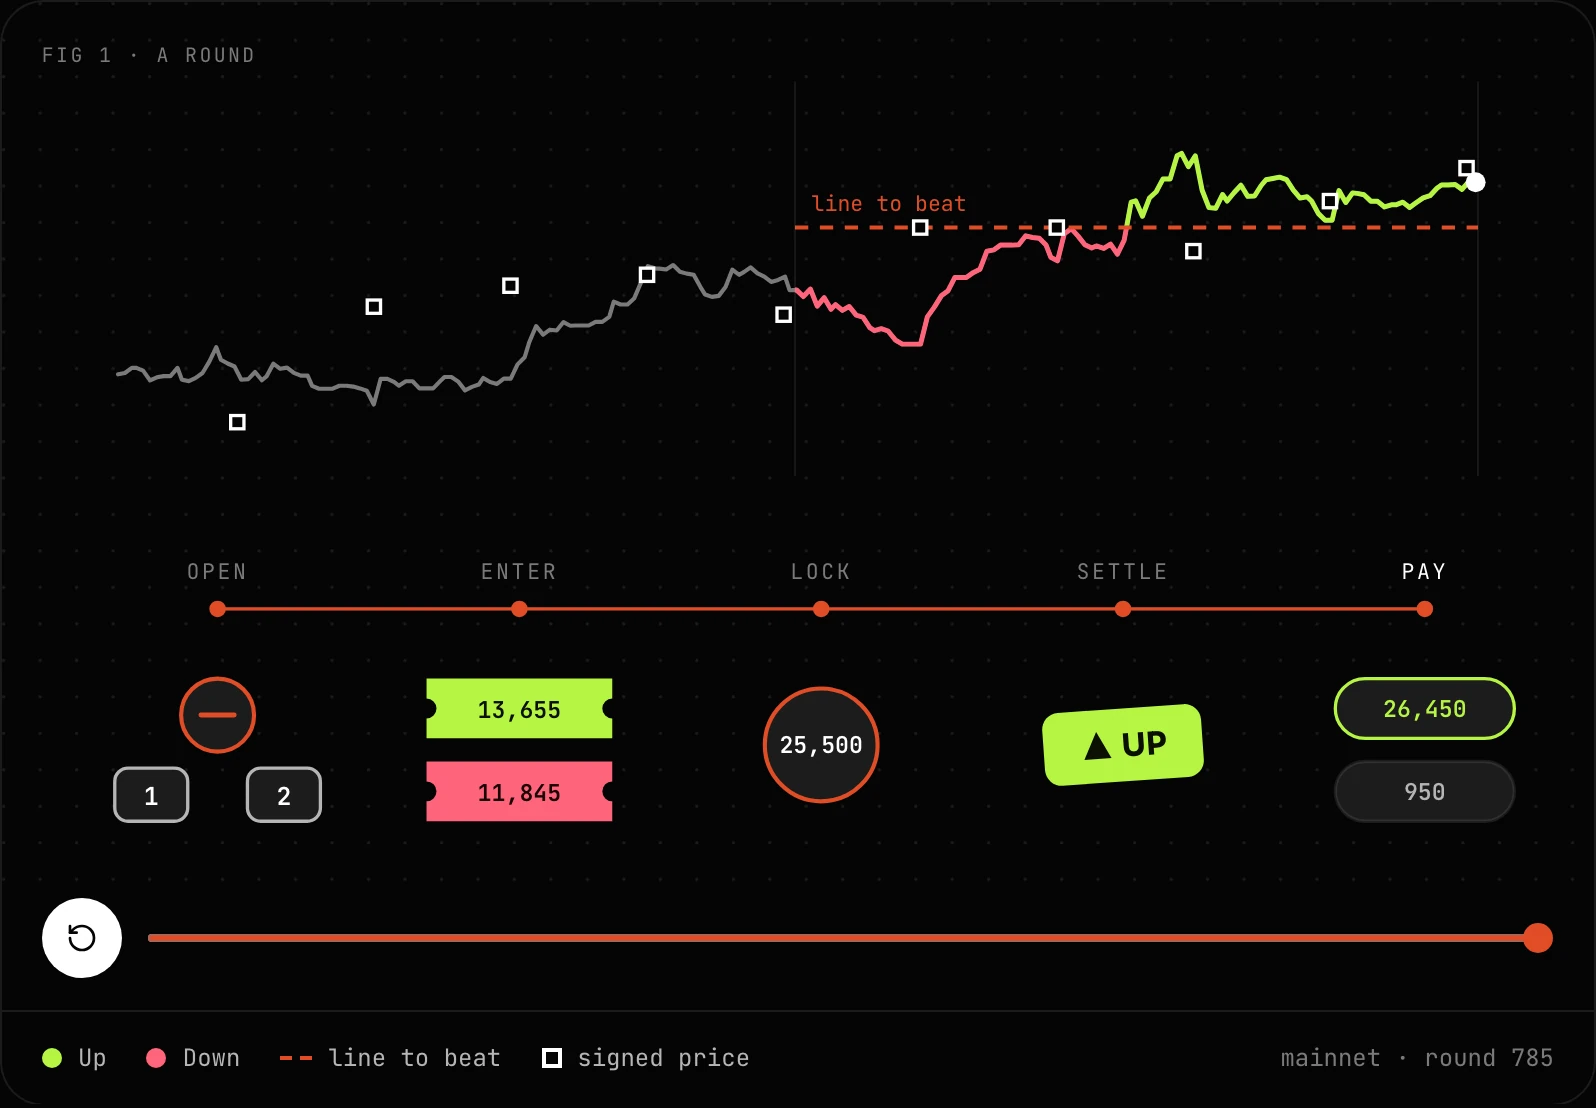 FIG 1 · A ROUND
line to beat
OPEN ENTER LOCK SETTLE PAY
13,655
11,845
1 2
25,500
▲ UP
26,450
950
Up Down line to beat signed price mainnet · round 785